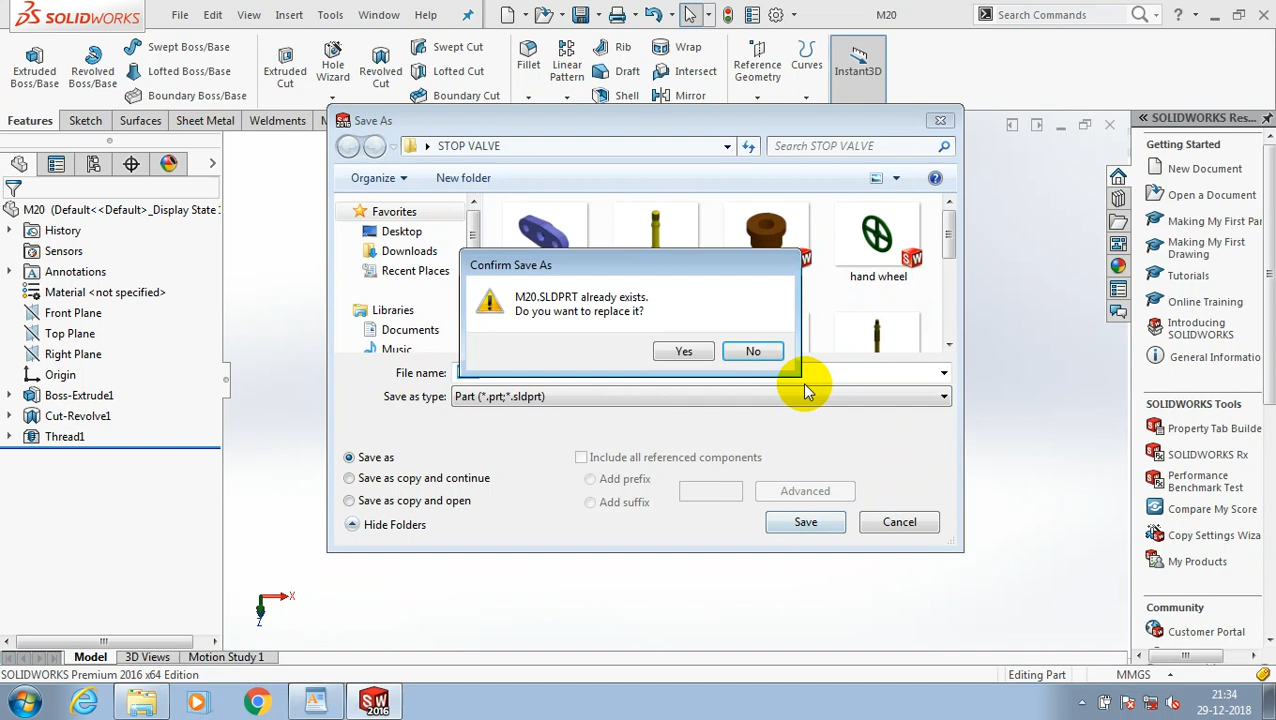 SOLIDWORKS
File Edit View Insert Tools Window Help
M20
Search Commands
Extruded Boss/Base
Revolved Boss/Base
Swept Boss/Base
Lofted Boss/Base
Boundary Boss/Base
Extruded Cut
Hole Wizard
Revolved Cut
Swept Cut
Lofted Cut
Boundary Cut
Fillet
Linear Pattern
Rib
Draft
Shell
Wrap
Intersect
Mirror
Reference Geometry
Curves
Instant3D
Features Sketch Surfaces Sheet Metal Weldments
M20 (Default<<Default>_Display State
History
Sensors
Annotations
Material <not specified>
Front Plane
Top Plane
Right Plane
Origin
Boss-Extrude1
Cut-Revolve1
Thread1
Save As
STOP VALVE
Search STOP VALVE
Organize
New folder
Favorites
Desktop
Downloads
Recent Places
Libraries
Documents
Music
hand wheel
Confirm Save As
M20.SLDPRT already exists.
Do you want to replace it?
Yes No
File name:
Save as type: Part (*.prt;*.sldprt)
Save as
Save as copy and continue
Save as copy and open
Include all referenced components
Add prefix
Add suffix
Advanced
Hide Folders
Save Cancel
SOLIDWORKS Res...
Getting Started
New Document
Open a Document
Making My First Pa
Making My First Drawing
Tutorials
Online Training
Introducing SOLIDWORKS
General Informatio
SOLIDWORKS Tools
Property Tab Builde
SOLIDWORKS Rx
Performance Benchmark Test
Compare My Score
Copy Settings Wiza
My Products
Community
Customer Portal
X
Z
Model 3D Views Motion Study 1
SOLIDWORKS Premium 2016 x64 Edition
Editing Part
MMGS
21:34
29-12-2018